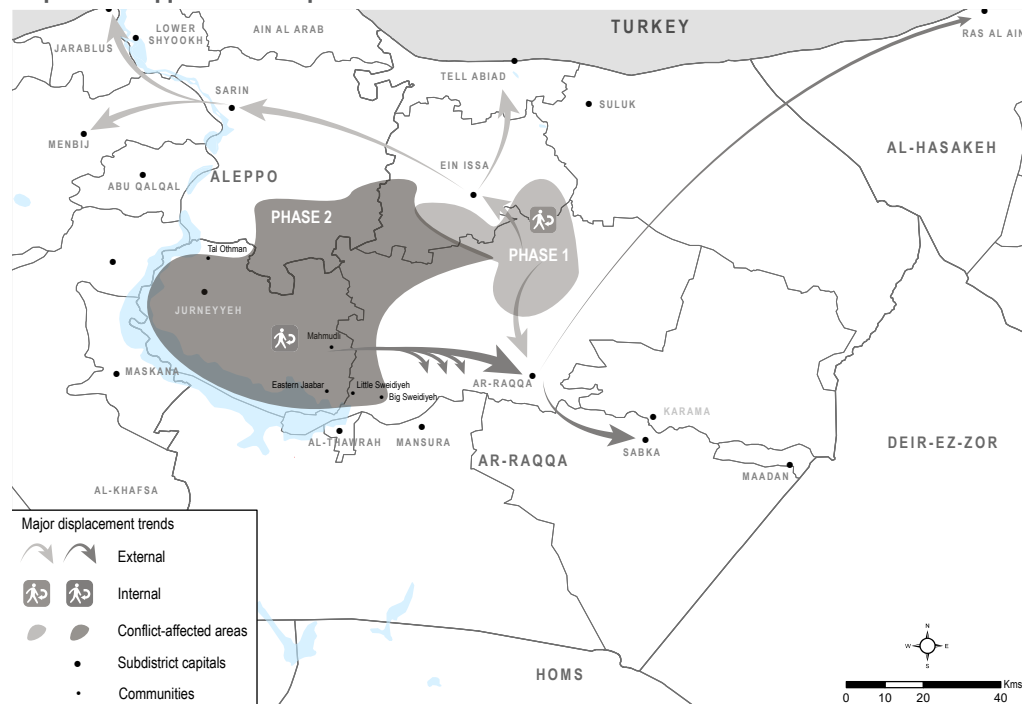 TURKEY
LOWER
SHYOOKH
AIN AL ARAB
JARABLUS
RAS AL AIN
TELL ABIAD
SARIN
SULUK
MENBIJ
AL-HASAKEH
EIN ISSA
ABU QALQAL
ALEPPO
PHASE 2
Tal Othman
PHASE 1
JURNEYYEH
Mahmudli
MASKANA
Eastern Jaabar
Little Sweidiyeh
Big Sweidiyeh
AR-RAQQA
KARAMA
AL-THAWRAH
MANSURA
SABKA
DEIR-EZ-ZOR
AR-RAQQA
MAADAN
AL-KHAFSA
Major displacement trends
External
Internal
Conflict-affected areas
Subdistrict capitals
Communities
HOMS
N
W E
S
Kms
0 10 20 40